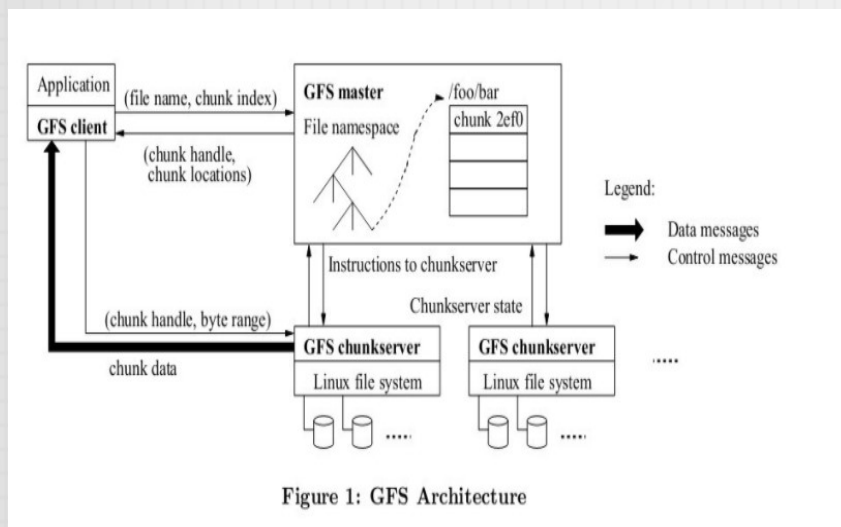 Application
GFS client
(file name, chunk index)
(chunk handle,
chunk locations)
GFS master
File namespace
/foo/bar
chunk 2ef0
Legend:
Data messages
Control messages
Instructions to chunkserver
Chunkserver state
(chunk handle, byte range)
chunk data
GFS chunkserver
Linux file system
.....
GFS chunkserver
Linux file system
.....
.....
Figure 1: GFS Architecture